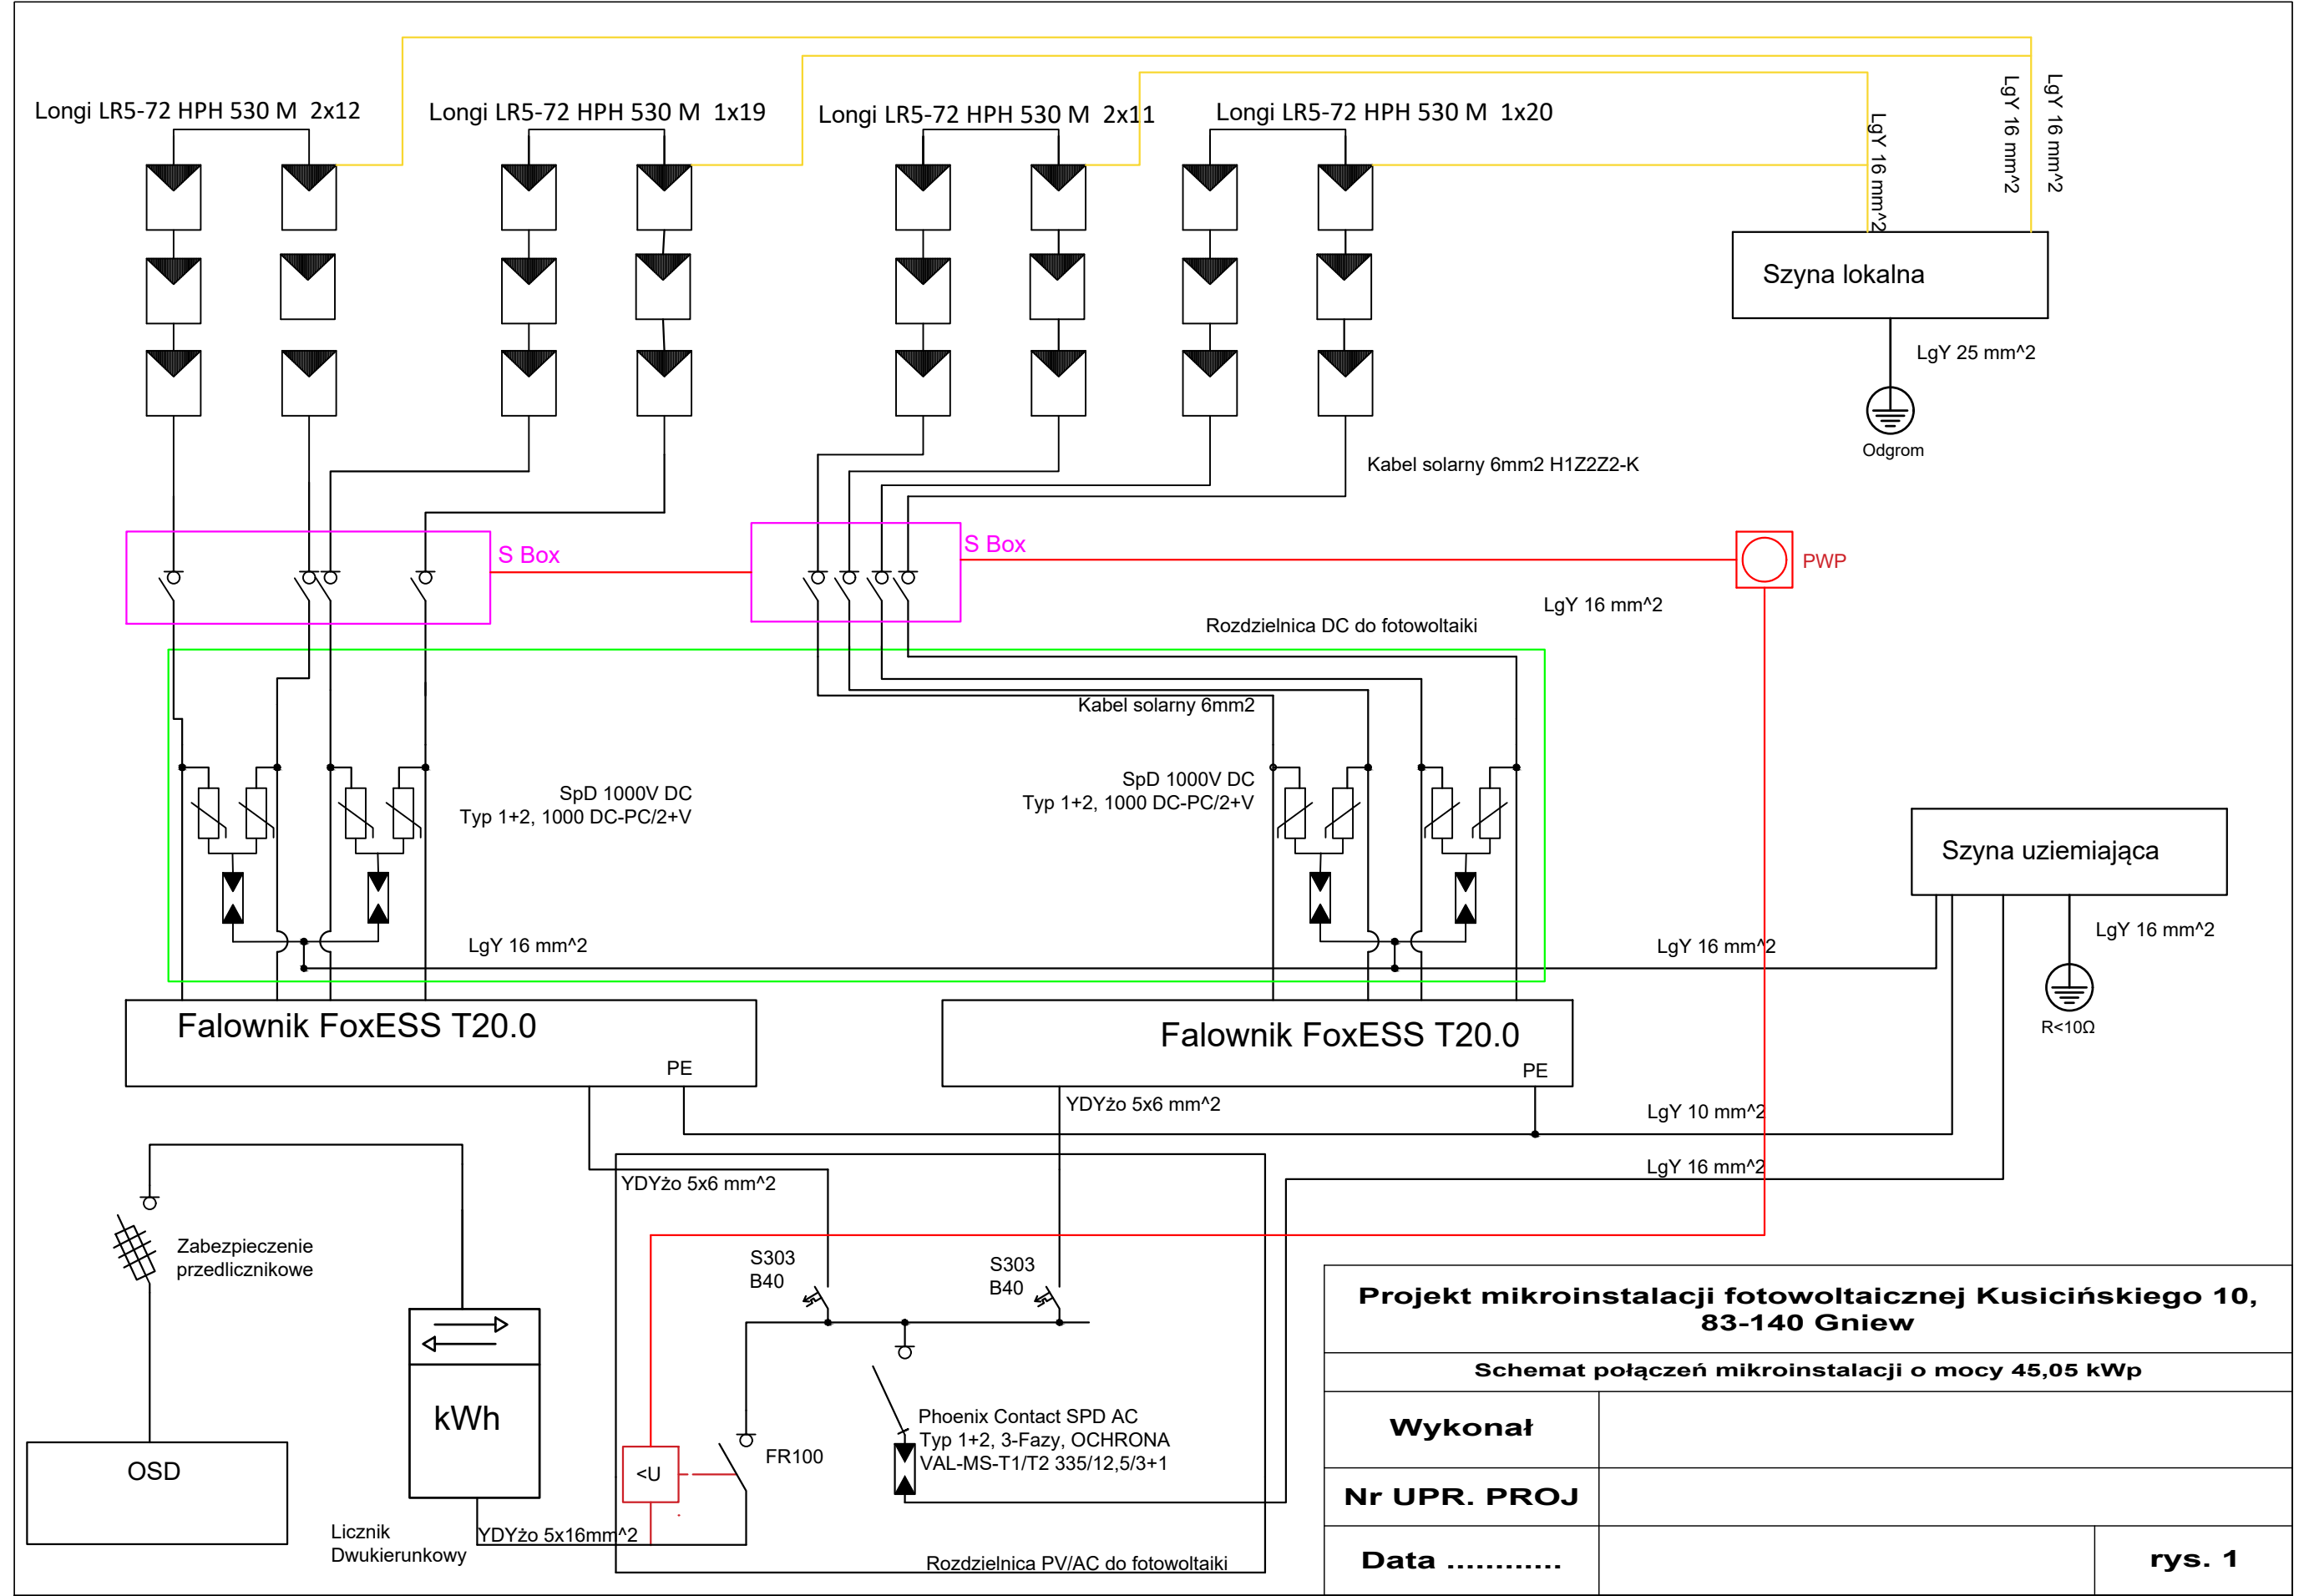 Longi LR5-72 HPH 530 M  2x12
Longi LR5-72 HPH 530 M  1x19
Longi LR5-72 HPH 530 M  2x11
Longi LR5-72 HPH 530 M  1x20
LgY 16 mm^2
LgY 16 mm^2
LgY 16 mm^2
Szyna lokalna
LgY 25 mm^2
Odgrom
Kabel solarny 6mm2 H1Z2Z2-K
S Box
S Box
PWP
LgY 16 mm^2
Rozdzielnica DC do fotowoltaiki
Kabel solarny 6mm2
SpD 1000V DC
Typ 1+2, 1000 DC-PC/2+V
SpD 1000V DC
Typ 1+2, 1000 DC-PC/2+V
Szyna uziemiająca
LgY 16 mm^2
LgY 16 mm^2
LgY 16 mm^2
R<10Ω
Falownik FoxESS T20.0
PE
Falownik FoxESS T20.0
PE
YDYżo 5x6 mm^2
LgY 10 mm^2
LgY 16 mm^2
YDYżo 5x6 mm^2
Zabezpieczenie
przedlicznikowe
S303
B40
S303
B40
kWh
OSD
Licznik
Dwukierunkowy
YDYżo 5x16mm^2
<U
FR100
Phoenix Contact SPD AC
Typ 1+2, 3-Fazy, OCHRONA
VAL-MS-T1/T2 335/12,5/3+1
Rozdzielnica PV/AC do fotowoltaiki
Projekt mikroinstalacji fotowoltaicznej Kusicińskiego 10,
83-140 Gniew
Schemat połączeń mikroinstalacji o mocy 45,05 kWp
Wykonał
Nr UPR. PROJ
Data ............
rys. 1